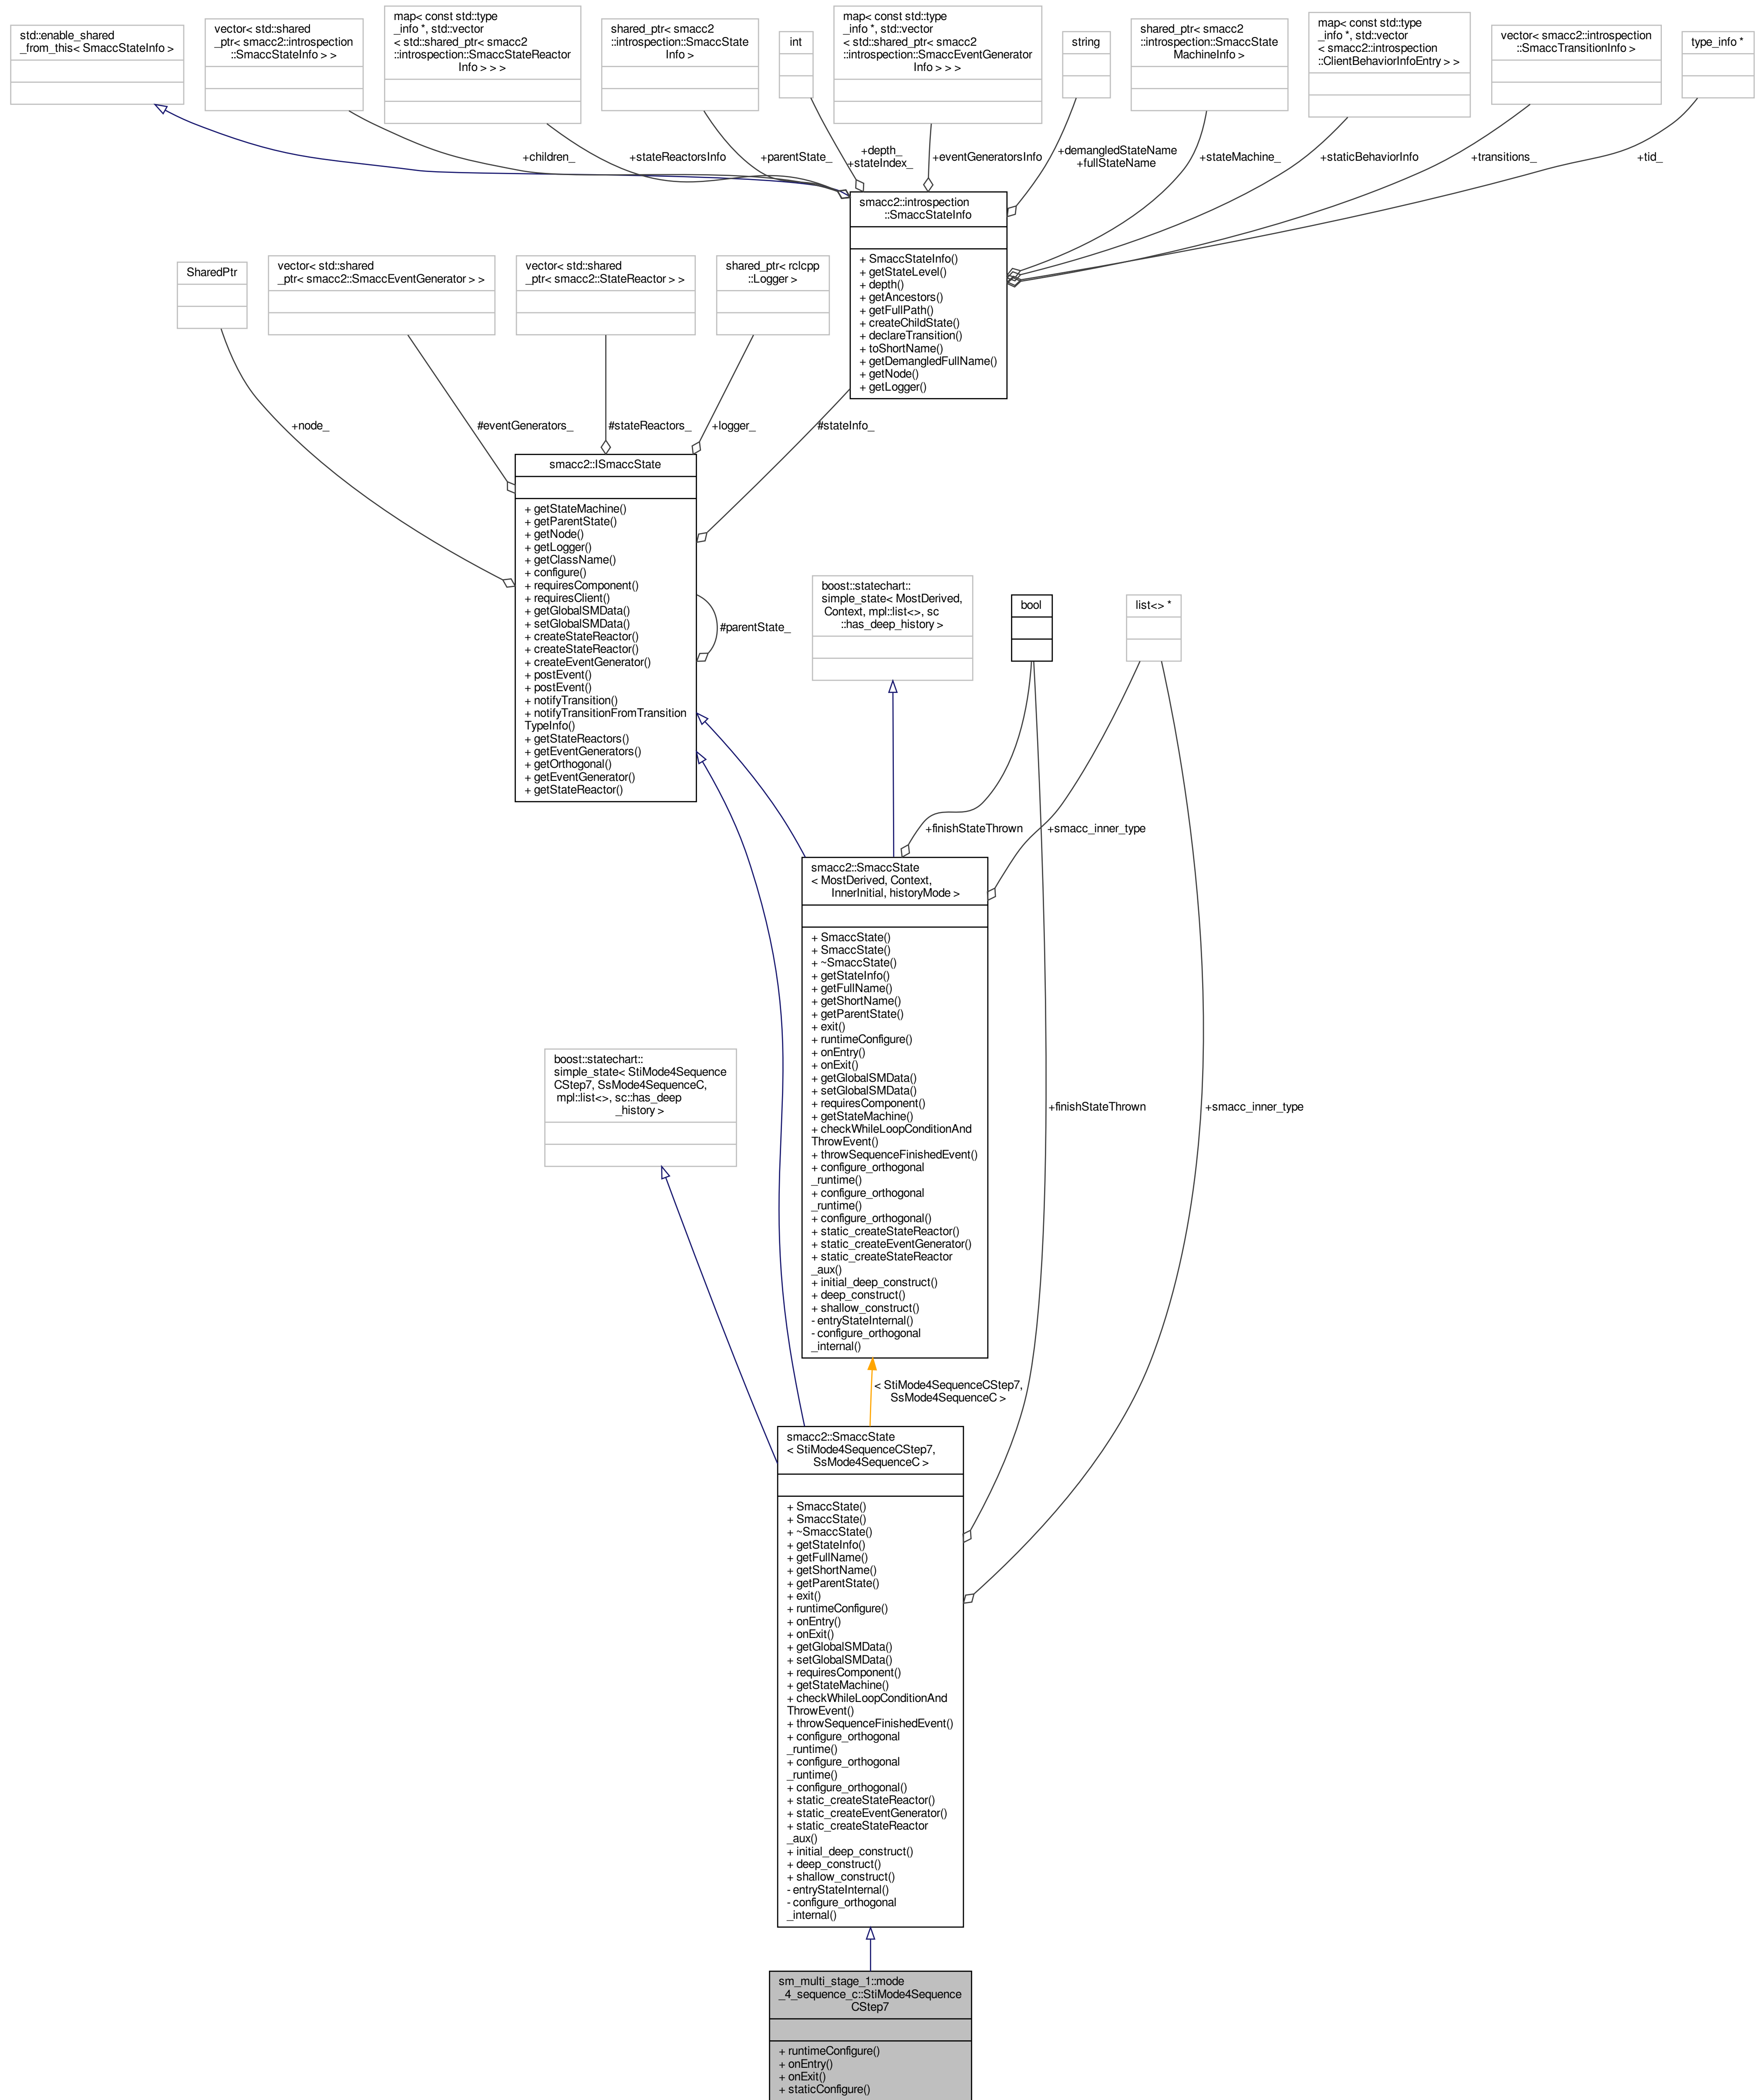 std::enable_shared
_from_this< SmaccStateInfo >
vector< std::shared
_ptr< smacc2::introspection
::SmaccStateInfo > >
map< const std::type
_info *, std::vector
< std::shared_ptr< smacc2
::introspection::SmaccStateReactor
Info > > >
shared_ptr< smacc2
::introspection::SmaccState
Info >
int
map< const std::type
_info *, std::vector
< std::shared_ptr< smacc2
::introspection::SmaccEventGenerator
Info > > >
string
shared_ptr< smacc2
::introspection::SmaccState
MachineInfo >
map< const std::type
_info *, std::vector
< smacc2::introspection
::ClientBehaviorInfoEntry > >
vector< smacc2::introspection
::SmaccTransitionInfo >
type_info *
+children_
+stateReactorsInfo
+parentState_
+depth_
+stateIndex_
+eventGeneratorsInfo
+demangledStateName
+fullStateName
+stateMachine_
+staticBehaviorInfo
+transitions_
+tid_
smacc2::introspection
::SmaccStateInfo
+ SmaccStateInfo()
+ getStateLevel()
+ depth()
+ getAncestors()
+ getFullPath()
+ createChildState()
+ declareTransition()
+ toShortName()
+ getDemangledFullName()
+ getNode()
+ getLogger()
SharedPtr
vector< std::shared
_ptr< smacc2::SmaccEventGenerator > >
vector< std::shared
_ptr< smacc2::StateReactor > >
shared_ptr< rclcpp
::Logger >
+node_
#eventGenerators_
#stateReactors_
+logger_
#stateInfo_
smacc2::ISmaccState
+ getStateMachine()
+ getParentState()
+ getNode()
+ getLogger()
+ getClassName()
+ configure()
+ requiresComponent()
+ requiresClient()
+ getGlobalSMData()
+ setGlobalSMData()
+ createStateReactor()
+ createStateReactor()
+ createEventGenerator()
+ postEvent()
+ postEvent()
+ notifyTransition()
+ notifyTransitionFromTransition
TypeInfo()
+ getStateReactors()
+ getEventGenerators()
+ getOrthogonal()
+ getEventGenerator()
+ getStateReactor()
#parentState_
boost::statechart::
simple_state< MostDerived,
Context, mpl::list<>, sc
::has_deep_history >
bool
list<> *
+finishStateThrown
+smacc_inner_type
smacc2::SmaccState
< MostDerived, Context,
InnerInitial, historyMode >
+ SmaccState()
+ SmaccState()
+ ~SmaccState()
+ getStateInfo()
+ getFullName()
+ getShortName()
+ getParentState()
+ exit()
+ runtimeConfigure()
+ onEntry()
+ onExit()
+ getGlobalSMData()
+ setGlobalSMData()
+ requiresComponent()
+ getStateMachine()
+ checkWhileLoopConditionAnd
ThrowEvent()
+ throwSequenceFinishedEvent()
+ configure_orthogonal
_runtime()
+ configure_orthogonal
_runtime()
+ configure_orthogonal()
+ static_createStateReactor()
+ static_createEventGenerator()
+ static_createStateReactor
_aux()
+ initial_deep_construct()
+ deep_construct()
+ shallow_construct()
- entryStateInternal()
- configure_orthogonal
_internal()
boost::statechart::
simple_state< StiMode4Sequence
CStep7, SsMode4SequenceC,
mpl::list<>, sc::has_deep
_history >
+finishStateThrown
+smacc_inner_type
< StiMode4SequenceCStep7,
SsMode4SequenceC >
smacc2::SmaccState
< StiMode4SequenceCStep7,
SsMode4SequenceC >
+ SmaccState()
+ SmaccState()
+ ~SmaccState()
+ getStateInfo()
+ getFullName()
+ getShortName()
+ getParentState()
+ exit()
+ runtimeConfigure()
+ onEntry()
+ onExit()
+ getGlobalSMData()
+ setGlobalSMData()
+ requiresComponent()
+ getStateMachine()
+ checkWhileLoopConditionAnd
ThrowEvent()
+ throwSequenceFinishedEvent()
+ configure_orthogonal
_runtime()
+ configure_orthogonal
_runtime()
+ configure_orthogonal()
+ static_createStateReactor()
+ static_createEventGenerator()
+ static_createStateReactor
_aux()
+ initial_deep_construct()
+ deep_construct()
+ shallow_construct()
- entryStateInternal()
- configure_orthogonal
_internal()
sm_multi_stage_1::mode
_4_sequence_c::StiMode4Sequence
CStep7
+ runtimeConfigure()
+ onEntry()
+ onExit()
+ staticConfigure()